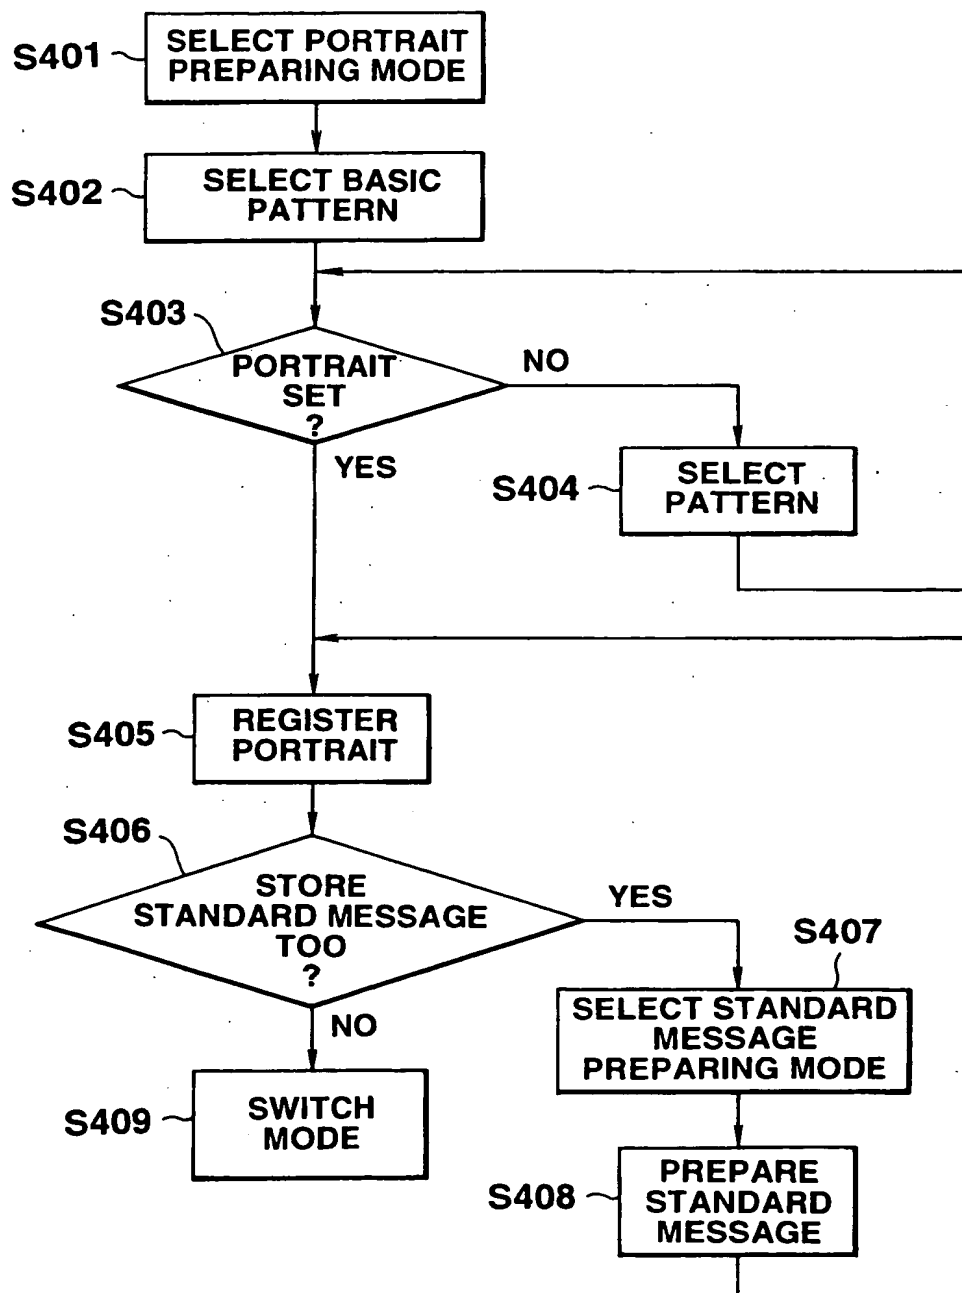 S401
SELECT PORTRAIT
PREPARING MODE
S402
SELECT BASIC
PATTERN
S403
PORTRAIT
SET
?
NO
YES
S404
SELECT
PATTERN
S405
REGISTER
PORTRAIT
S406
STORE
STANDARD MESSAGE
TOO
?
YES
NO
S407
SELECT STANDARD
MESSAGE
PREPARING MODE
S409
SWITCH
MODE
S408
PREPARE
STANDARD
MESSAGE